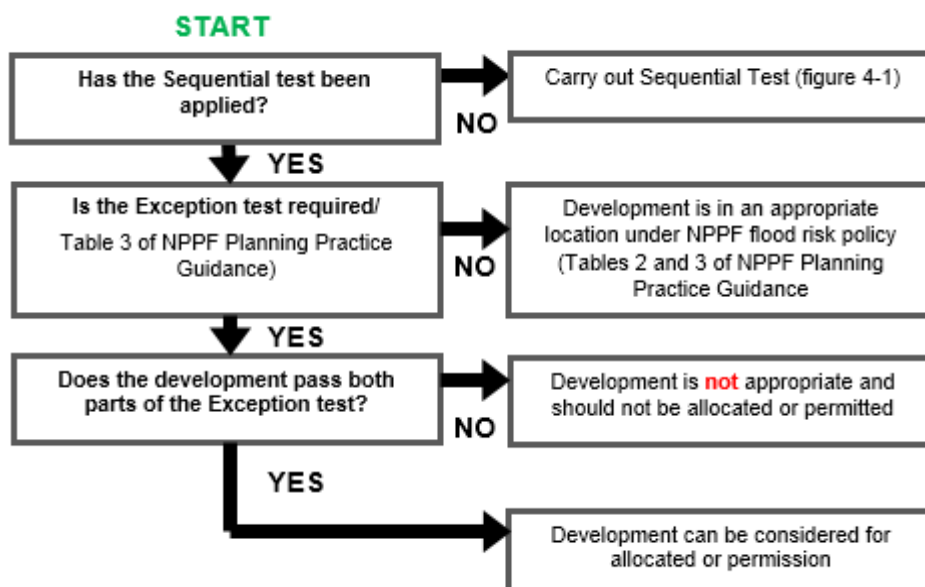 START
Has the Sequential test been
applied?
Carry out Sequential Test (figure 4-1)
NO
YES
Is the Exception test required/
Table 3 of NPPF Planning Practice
Guidance)
Development is in an appropriate
location under NPPF flood risk policy
(Tables 2 and 3 of NPPF Planning
Practice Guidance
NO
YES
Does the development pass both
parts of the Exception test?
Development is not appropriate and
should not be allocated or permitted
NO
YES
Development can be considered for
allocated or permission